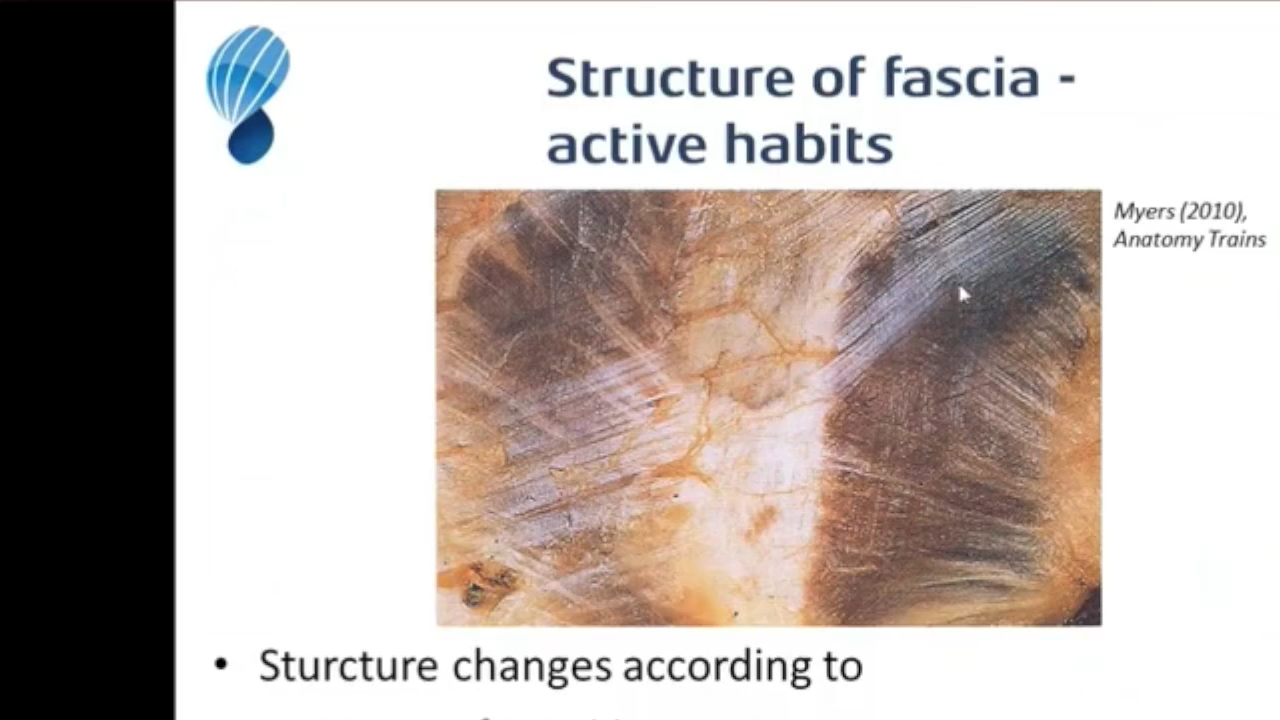 Structure of fascia -
active habits
Myers (2010),
Anatomy Trains
• Sturcture changes according to